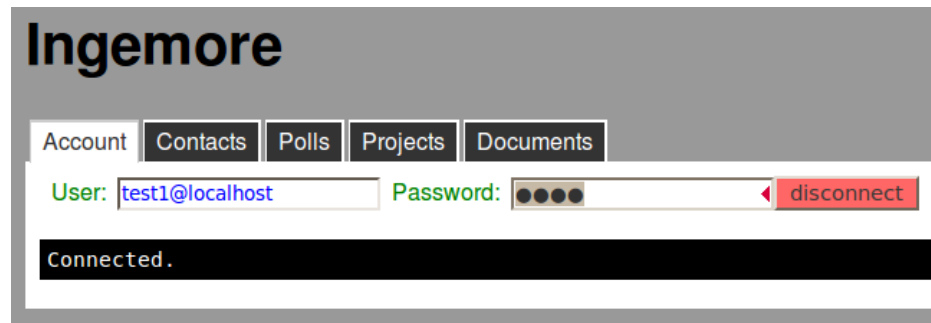 Ingemore
Account Contacts Polls Projects Documents
User: test1@localhost Password: ●●●● disconnect
Connected.